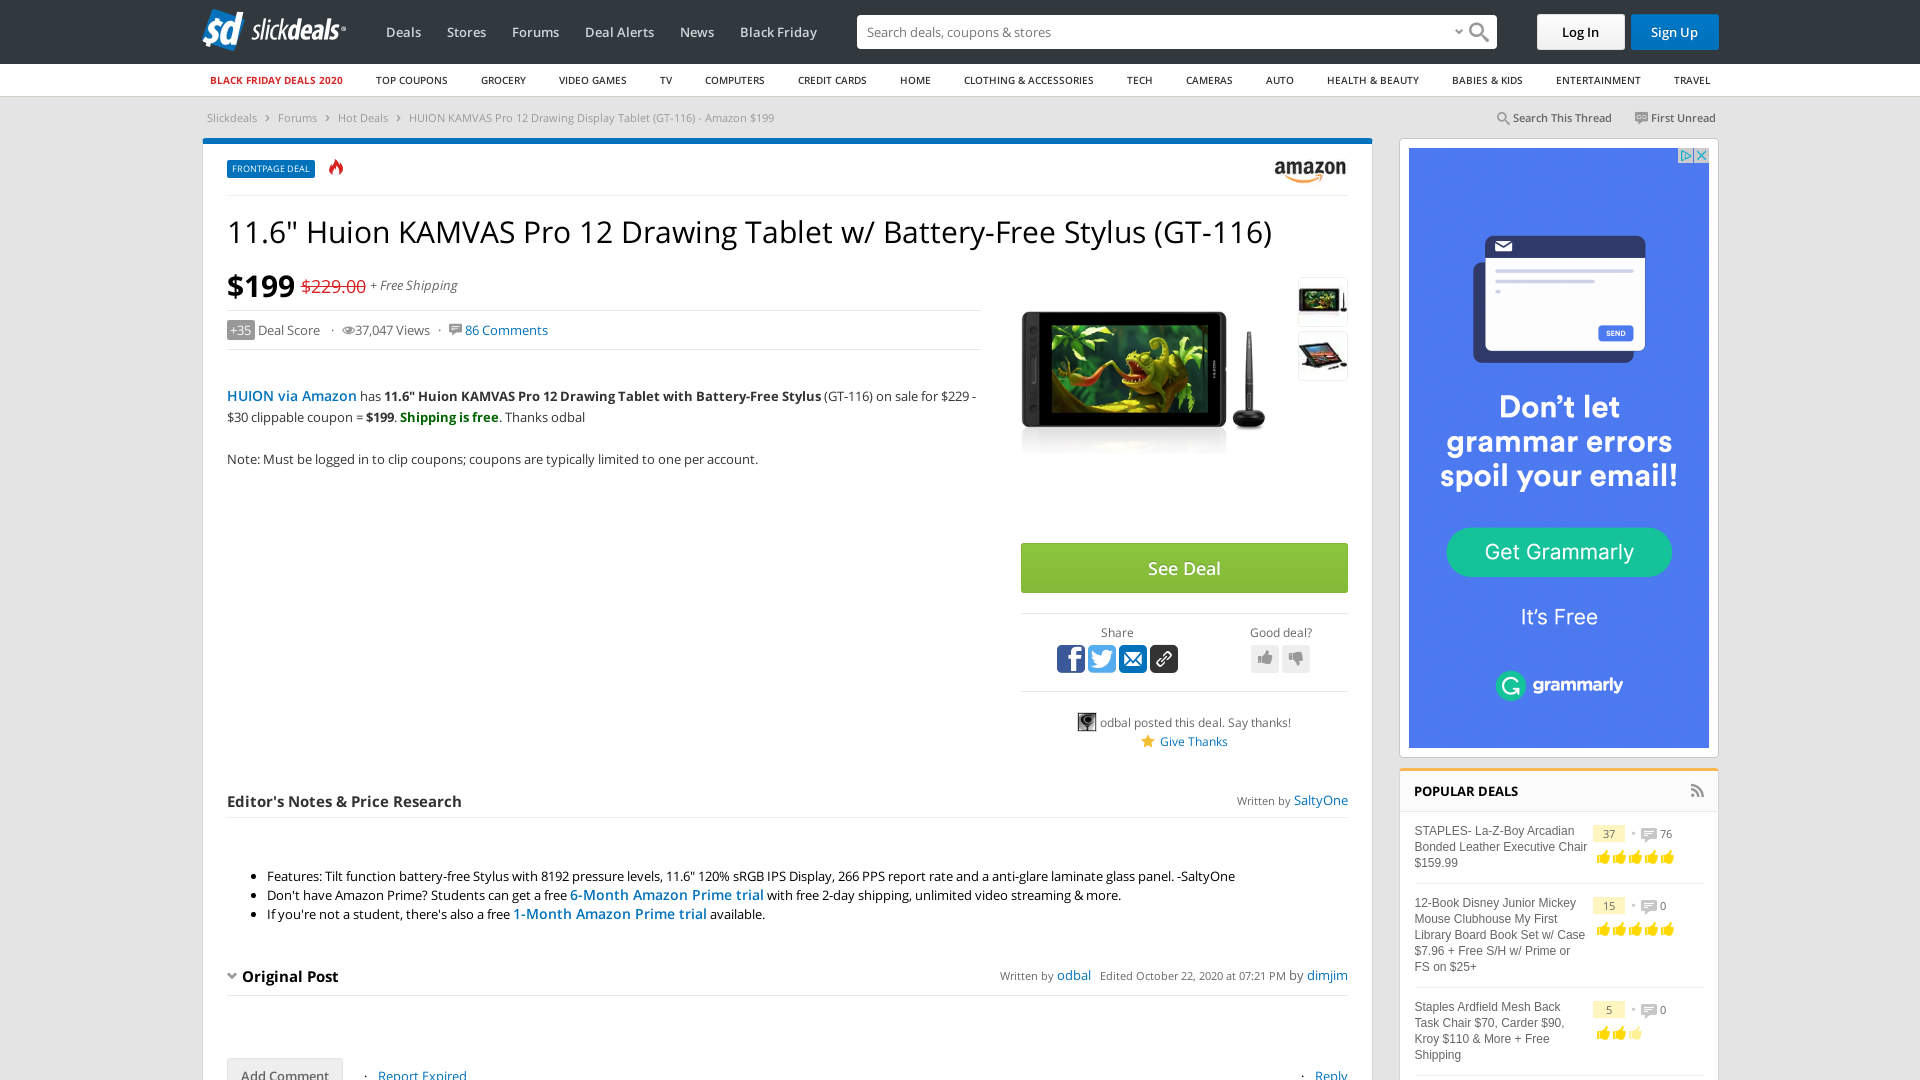 sd slickdeals
Deals Stores Forums Deal Alerts News Black Friday Search deals, coupons & stores Log In Sign Up
BLACK FRIDAY DEALS 2020 TOP COUPONS GROCERY VIDEO GAMES TV COMPUTERS CREDIT CARDS HOME CLOTHING & ACCESSORIES TECH CAMERAS AUTO HEALTH & BEAUTY BABIES & KIDS ENTERTAINMENT TRAVEL
Slickdeals › Forums › Hot Deals › HUION KAMVAS Pro 12 Drawing Display Tablet (GT-116) - Amazon $199
Search This Thread First Unread
FRONTPAGE DEAL
amazon
11.6" Huion KAMVAS Pro 12 Drawing Tablet w/ Battery-Free Stylus (GT-116)
$199 $229.00 + Free Shipping
+35 Deal Score · 37,047 Views · 86 Comments
HUION via Amazon has 11.6" Huion KAMVAS Pro 12 Drawing Tablet with Battery-Free Stylus (GT-116) on sale for $229 -
$30 clippable coupon = $199. Shipping is free. Thanks odbal
Note: Must be logged in to clip coupons; coupons are typically limited to one per account.
HUION
See Deal
Share Good deal?
odbal posted this deal. Say thanks!
Give Thanks
Editor's Notes & Price Research Written by SaltyOne
• Features: Tilt function battery-free Stylus with 8192 pressure levels, 11.6" 120% sRGB IPS Display, 266 PPS report rate and a anti-glare laminate glass panel. -SaltyOne
• Don't have Amazon Prime? Students can get a free 6-Month Amazon Prime trial with free 2-day shipping, unlimited video streaming & more.
• If you're not a student, there's also a free 1-Month Amazon Prime trial available.
Original Post Written by odbal Edited October 22, 2020 at 07:21 PM by dimjim
Add Comment · Report Expired · Reply
SEND
Don't let
grammar errors
spoil your email!
Get Grammarly
It's Free
G grammarly
POPULAR DEALS
STAPLES- La-Z-Boy Arcadian 37 • 76
Bonded Leather Executive Chair
$159.99
12-Book Disney Junior Mickey 15 • 0
Mouse Clubhouse My First
Library Board Book Set w/ Case
$7.96 + Free S/H w/ Prime or
FS on $25+
Staples Ardfield Mesh Back 5 • 0
Task Chair $70, Carder $90,
Kroy $110 & More + Free
Shipping